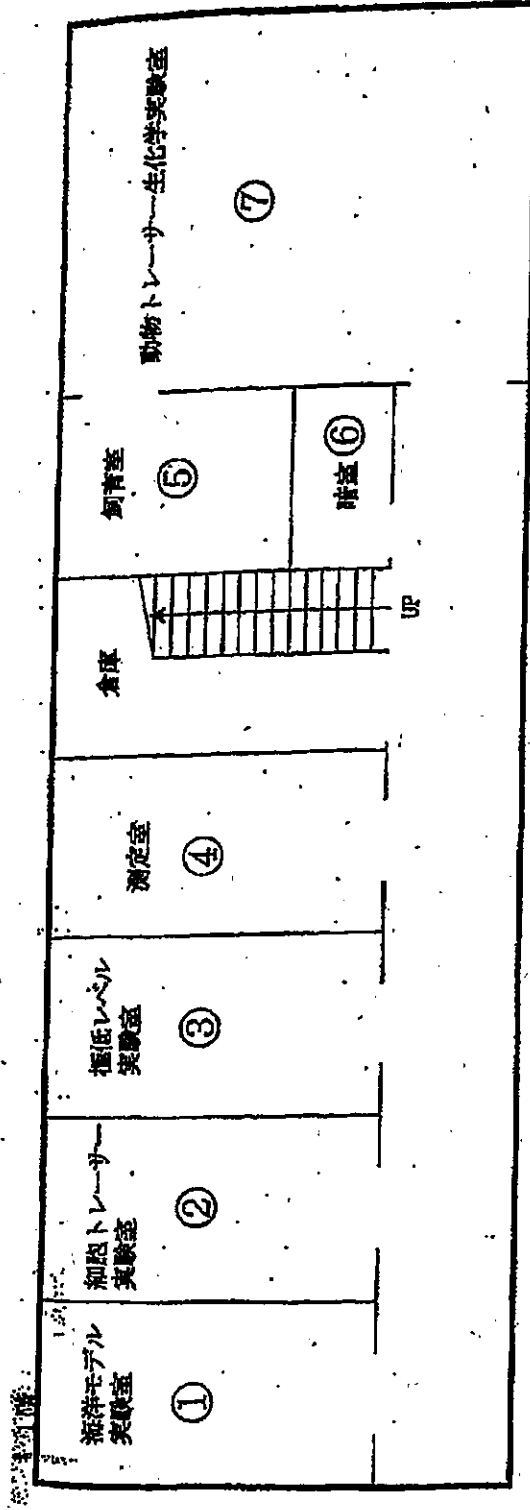 海洋モデル
実験室
①
細胞トレーサー
実験室
②
極低レベル
実験室
③
測定室
④
倉庫
UP
飼育室
⑤
暗室⑥
動物トレーサー生化学実験室
⑦